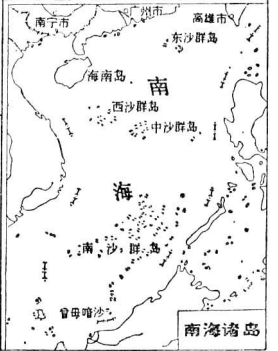 南宁市
广州市
高雄市
东沙群岛
海南岛
南
西沙群岛
中沙群岛
海
南沙群岛
曾母暗沙
南海诸岛